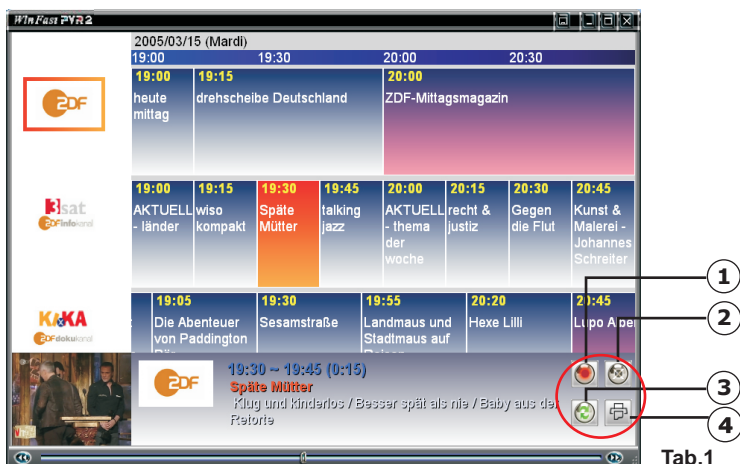 WinFast PVR2
2005/03/15 (Mardi)
19:00 19:30 20:00 20:30
ZDF
19:00 19:15 20:00
heute mittag drehscheibe Deutschland ZDF-Mittagsmagazin
3sat
ZDFinfokanal
19:00 19:15 19:30 19:45 20:00 20:15 20:30 20:45
AKTUELL wiso Späte talking AKTUELL recht & Gegen Kunst &
- länder kompakt Mütter jazz - thema justiz die Flut Malerei -
der Johannes
woche Schreiter
KI.KA
ZDFdokukanal
19:05 19:30 19:55 20:20 20:45
Die Abenteuer Sesamstraße Landmaus und Hexe Lilli Lupo Albe
von Paddington Stadtmaus auf
ZDF
19:30 ~ 19:45 (0:15)
Späte Mütter
Klug und kinderlos / Besser spät als nie / Baby aus der
Retorte
1
2
3
4
Tab.1